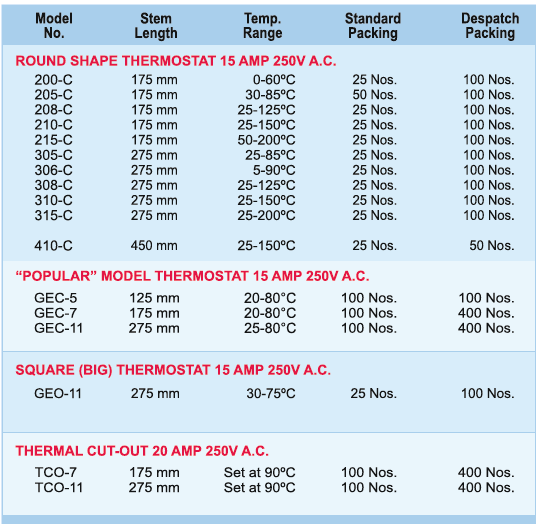 Model Stem Temp. Standard Despatch
No. Length Range Packing Packing
ROUND SHAPE THERMOSTAT 15 AMP 250V A.C.
200-C 175 mm 0-60ºC 25 Nos. 100 Nos.
205-C 175 mm 30-85ºC 50 Nos. 100 Nos.
208-C 175 mm 25-125ºC 25 Nos. 100 Nos.
210-C 175 mm 25-150ºC 25 Nos. 100 Nos.
215-C 175 mm 50-200ºC 25 Nos. 100 Nos.
305-C 275 mm 25-85ºC 25 Nos. 100 Nos.
306-C 275 mm 5-90ºC 25 Nos. 100 Nos.
308-C 275 mm 25-125ºC 25 Nos. 100 Nos.
310-C 275 mm 25-150ºC 25 Nos. 100 Nos.
315-C 275 mm 25-200ºC 25 Nos. 100 Nos.
410-C 450 mm 25-150ºC 25 Nos. 50 Nos.
“POPULAR” MODEL THERMOSTAT 15 AMP 250V A.C.
GEC-5 125 mm 20-80°C 100 Nos. 100 Nos.
GEC-7 175 mm 20-80°C 100 Nos. 400 Nos.
GEC-11 275 mm 25-80°C 100 Nos. 400 Nos.
SQUARE (BIG) THERMOSTAT 15 AMP 250V A.C.
GEO-11 275 mm 30-75ºC 25 Nos. 100 Nos.
THERMAL CUT-OUT 20 AMP 250V A.C.
TCO-7 175 mm Set at 90ºC 100 Nos. 400 Nos.
TCO-11 275 mm Set at 90ºC 100 Nos. 400 Nos.